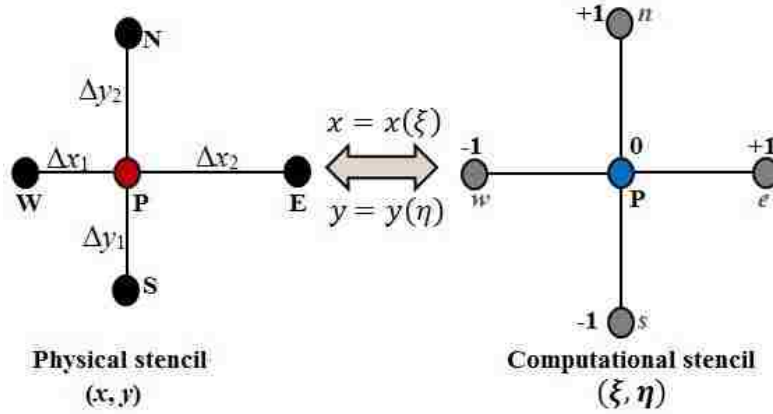 N
Δy₂
Δx₁
Δx₂
W
P
E
Δy₁
S
Physical stencil
(x, y)
x = x(ξ)
y = y(η)
+1
n
-1
0
+1
w
P
e
-1
s
Computational stencil
(ξ, η)